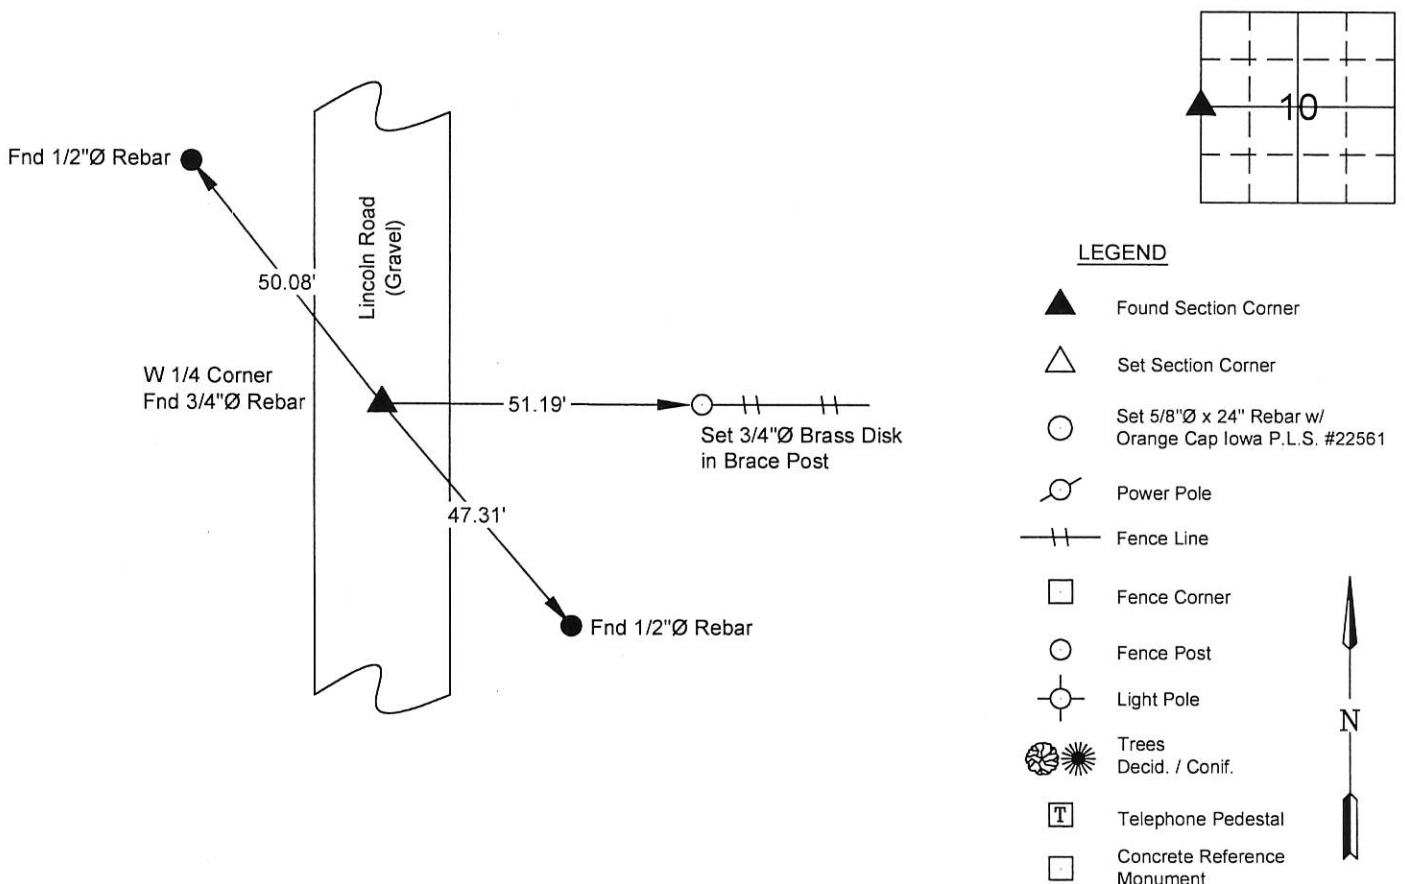 10
Fnd 1/2"Ø Rebar
Lincoln Road
(Gravel)
50.08'
W 1/4 Corner
Fnd 3/4"Ø Rebar
51.19'
Set 3/4"Ø Brass Disk
in Brace Post
47.31'
Fnd 1/2"Ø Rebar
LEGEND
Found Section Corner
Set Section Corner
Set 5/8"Ø x 24" Rebar w/
Orange Cap Iowa P.L.S. #22561
Power Pole
Fence Line
Fence Corner
Fence Post
Light Pole
Trees
Decid. / Conif.
T Telephone Pedestal
Concrete Reference
Monument
N